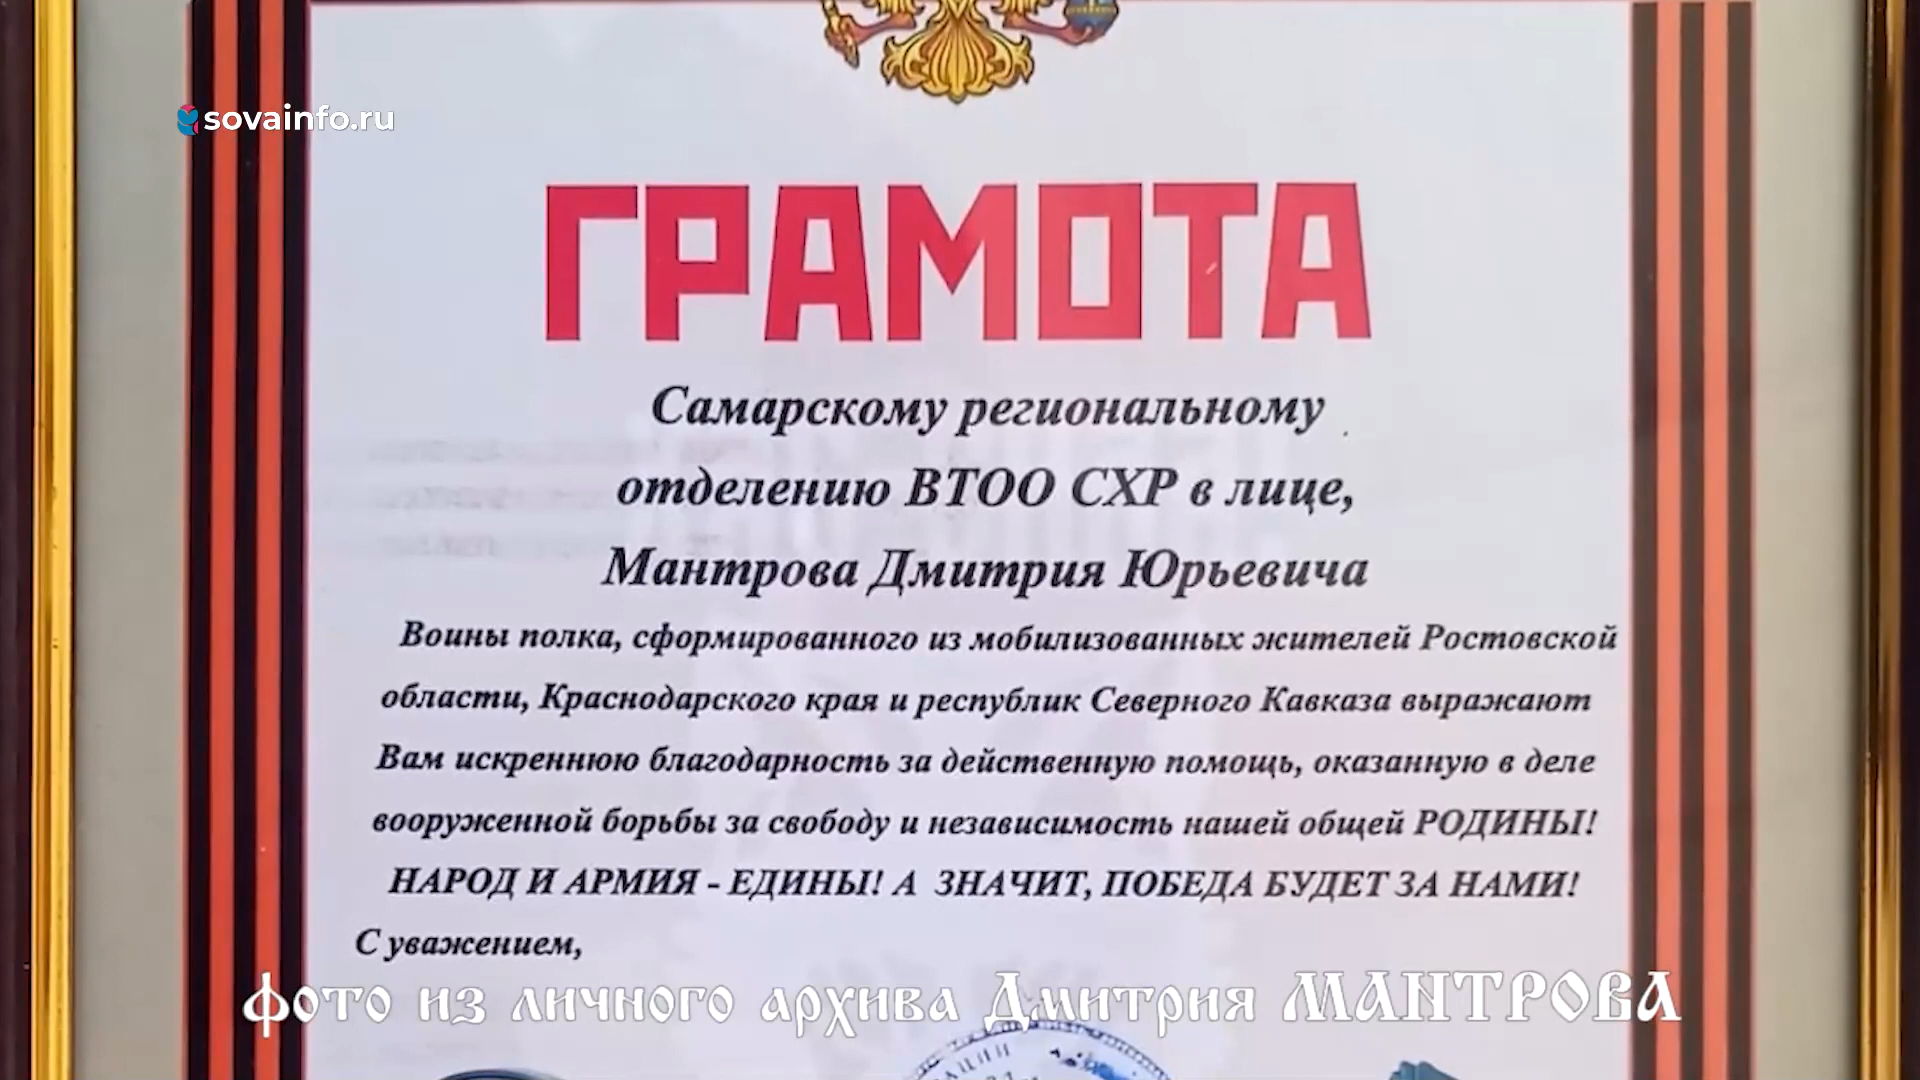 sovainfo.ru
ГРАМОТА
Самарскому региональному
отделению ВТОО СХР в лице,
Мантрова Дмитрия Юрьевича
Воины полка, сформированного из мобилизованных жителей Ростовской
области, Краснодарского края и республик Северного Кавказа выражают
Вам искреннюю благодарность за действенную помощь, оказанную в деле
вооруженной борьбы за свободу и независимость нашей общей РОДИНЫ!
НАРОД И АРМИЯ - ЕДИНЫ! А ЗНАЧИТ, ПОБЕДА БУДЕТ ЗА НАМИ!
С уважением,
фото из личного архива Дмитрия МАНТРОВА